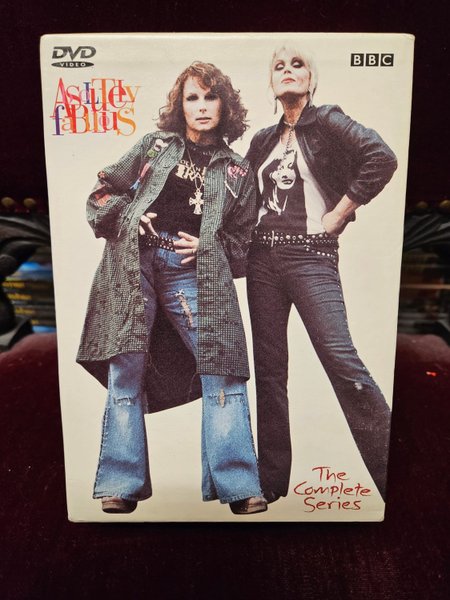 DVD
VIDEO
BBC
AbsoLUTely
faBUloUS
The
Complete
Series